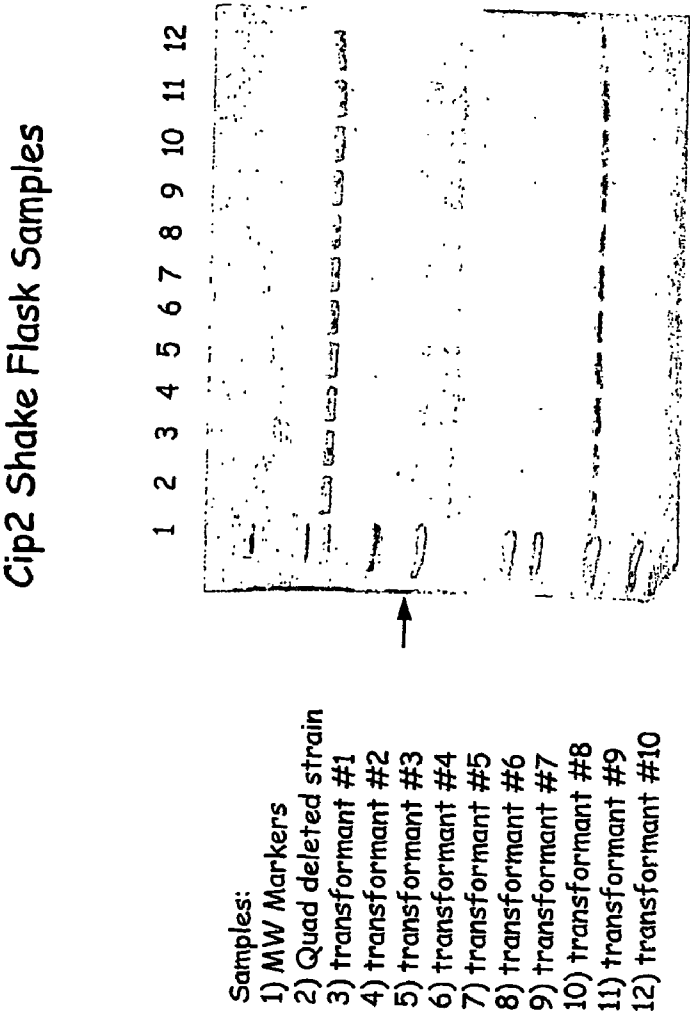 Cip2 Shake Flask Samples
1 2 3 4 5 6 7 8 9 10 11 12
Samples:
1) MW Markers
2) Quad deleted strain
3) transformant #1
4) transformant #2
5) transformant #3
6) transformant #4
7) transformant #5
8) transformant #6
9) transformant #7
10) transformant #8
11) transformant #9
12) transformant #10